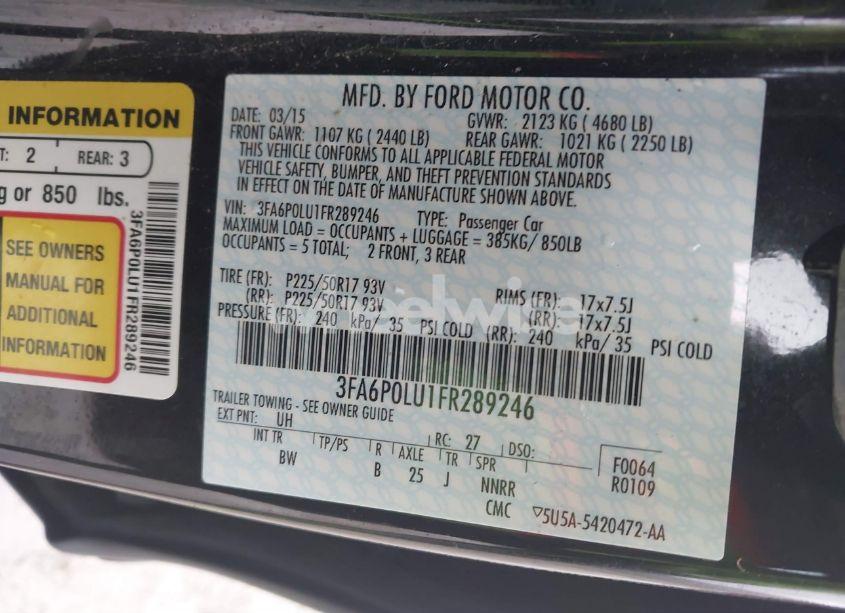 INFORMATION
T: 2 REAR: 3
g or 850 lbs.
SEE OWNERS
MANUAL FOR
ADDITIONAL
INFORMATION
3FA6P0LU1FR289246
MFD. BY FORD MOTOR CO.
DATE: 03/15 GVWR: 2123 KG ( 4680 LB)
FRONT GAWR: 1107 KG ( 2440 LB) REAR GAWR: 1021 KG ( 2250 LB)
THIS VEHICLE CONFORMS TO ALL APPLICABLE FEDERAL MOTOR
VEHICLE SAFETY, BUMPER, AND THEFT PREVENTION STANDARDS
IN EFFECT ON THE DATE OF MANUFACTURE SHOWN ABOVE.
VIN: 3FA6P0LU1FR289246 TYPE: Passenger Car
MAXIMUM LOAD = OCCUPANTS + LUGGAGE = 385KG/ 850LB
OCCUPANTS = 5 TOTAL; 2 FRONT, 3 REAR
TIRE (FR): P225/50R17 93V RIMS (FR): 17x7.5J
(RR): P225/50R17 93V (RR): 17x7.5J
PRESSURE (FR): 240 kPa/ 35 PSI COLD (RR): 240 kPa/ 35 PSI COLD
3FA6P0LU1FR289246
TRAILER TOWING - SEE OWNER GUIDE
EXT PNT: UH RC: 27 DSO:
INT TR TP/PS R AXLE TR SPR F0064
BW B 25 J NNRR R0109
CMC ▽5U5A-5420472-AA